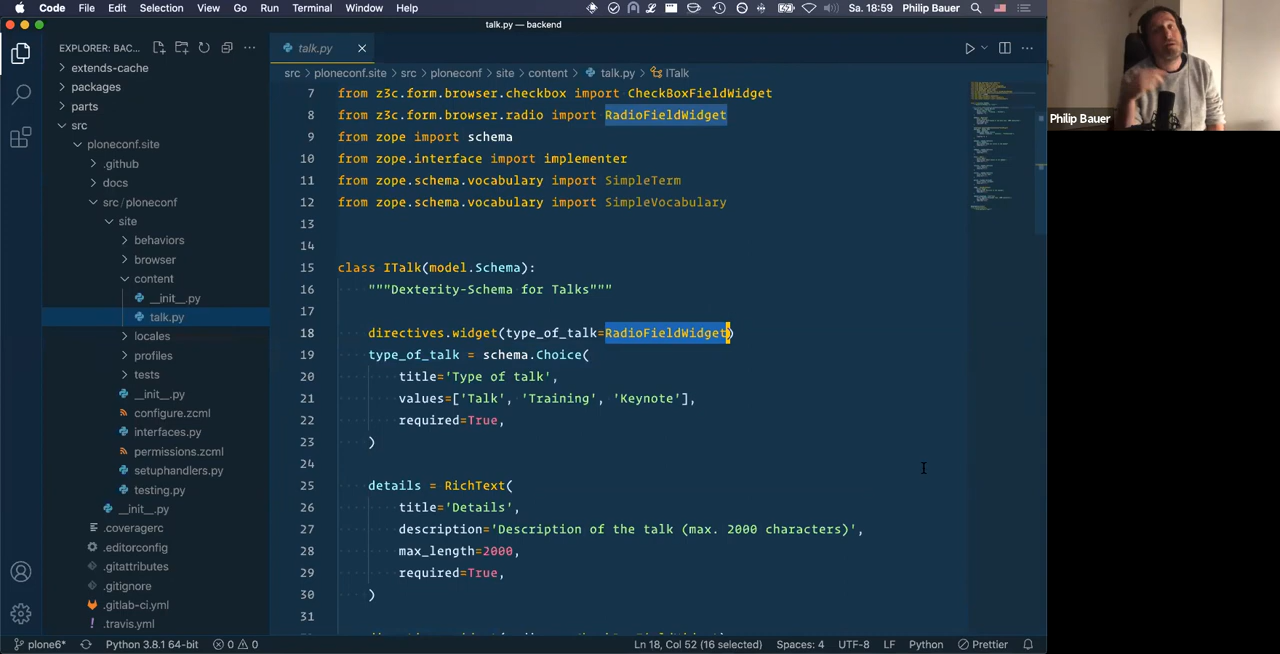 Code File Edit Selection View Go Run Terminal Window Help Sa. 18:59 Philip Bauer
talk.py — backend
EXPLORER: BAC...
extends-cache
packages
parts
src
ploneconf.site
.github
docs
src/ploneconf
site
behaviors
browser
content
__init__.py
talk.py
locales
profiles
tests
__init__.py
configure.zcml
interfaces.py
permissions.zcml
setuphandlers.py
testing.py
__init__.py
.coveragerc
.editorconfig
.gitattributes
.gitignore
.gitlab-ci.yml
.travis.yml
talk.py
src > ploneconf.site > src > ploneconf > site > content > talk.py > ITalk
7 from z3c.form.browser.checkbox import CheckBoxFieldWidget
8 from z3c.form.browser.radio import RadioFieldWidget
9 from zope import schema
10 from zope.interface import implementer
11 from zope.schema.vocabulary import SimpleTerm
12 from zope.schema.vocabulary import SimpleVocabulary
13
14
15 class ITalk(model.Schema):
16 """Dexterity-Schema for Talks"""
17
18 directives.widget(type_of_talk=RadioFieldWidget)
19 type_of_talk = schema.Choice(
20 title='Type of talk',
21 values=['Talk', 'Training', 'Keynote'],
22 required=True,
23 )
24
25 details = RichText(
26 title='Details',
27 description='Description of the talk (max. 2000 characters)',
28 max_length=2000,
29 required=True,
30 )
31
Philip Bauer
plone6* Python 3.8.1 64-bit 0 0 Ln 18, Col 52 (16 selected) Spaces: 4 UTF-8 LF Python Prettier